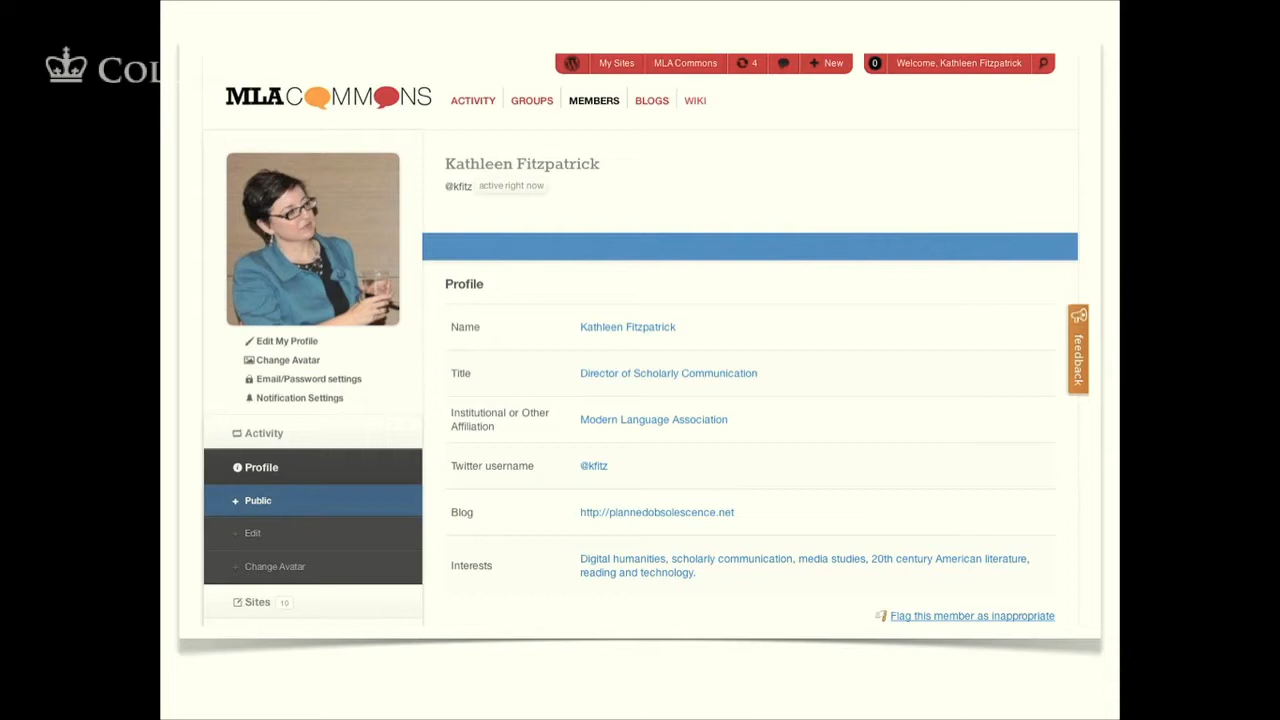 My Sites MLA Commons 4 New 0 Welcome, Kathleen Fitzpatrick
COL
MLACOMMONS ACTIVITY GROUPS MEMBERS BLOGS WIKI
Kathleen Fitzpatrick
@kfitz active right now
Profile
Name Kathleen Fitzpatrick
Title Director of Scholarly Communication
Institutional or Other
Affiliation Modern Language Association
Twitter username @kfitz
Blog http://plannedobsolescence.net
Interests Digital humanities, scholarly communication, media studies, 20th century American literature,
reading and technology.
Flag this member as inappropriate
Edit My Profile
Change Avatar
Email/Password settings
Notification Settings
Activity
Profile
Public
Edit
Change Avatar
Sites 10
feedback